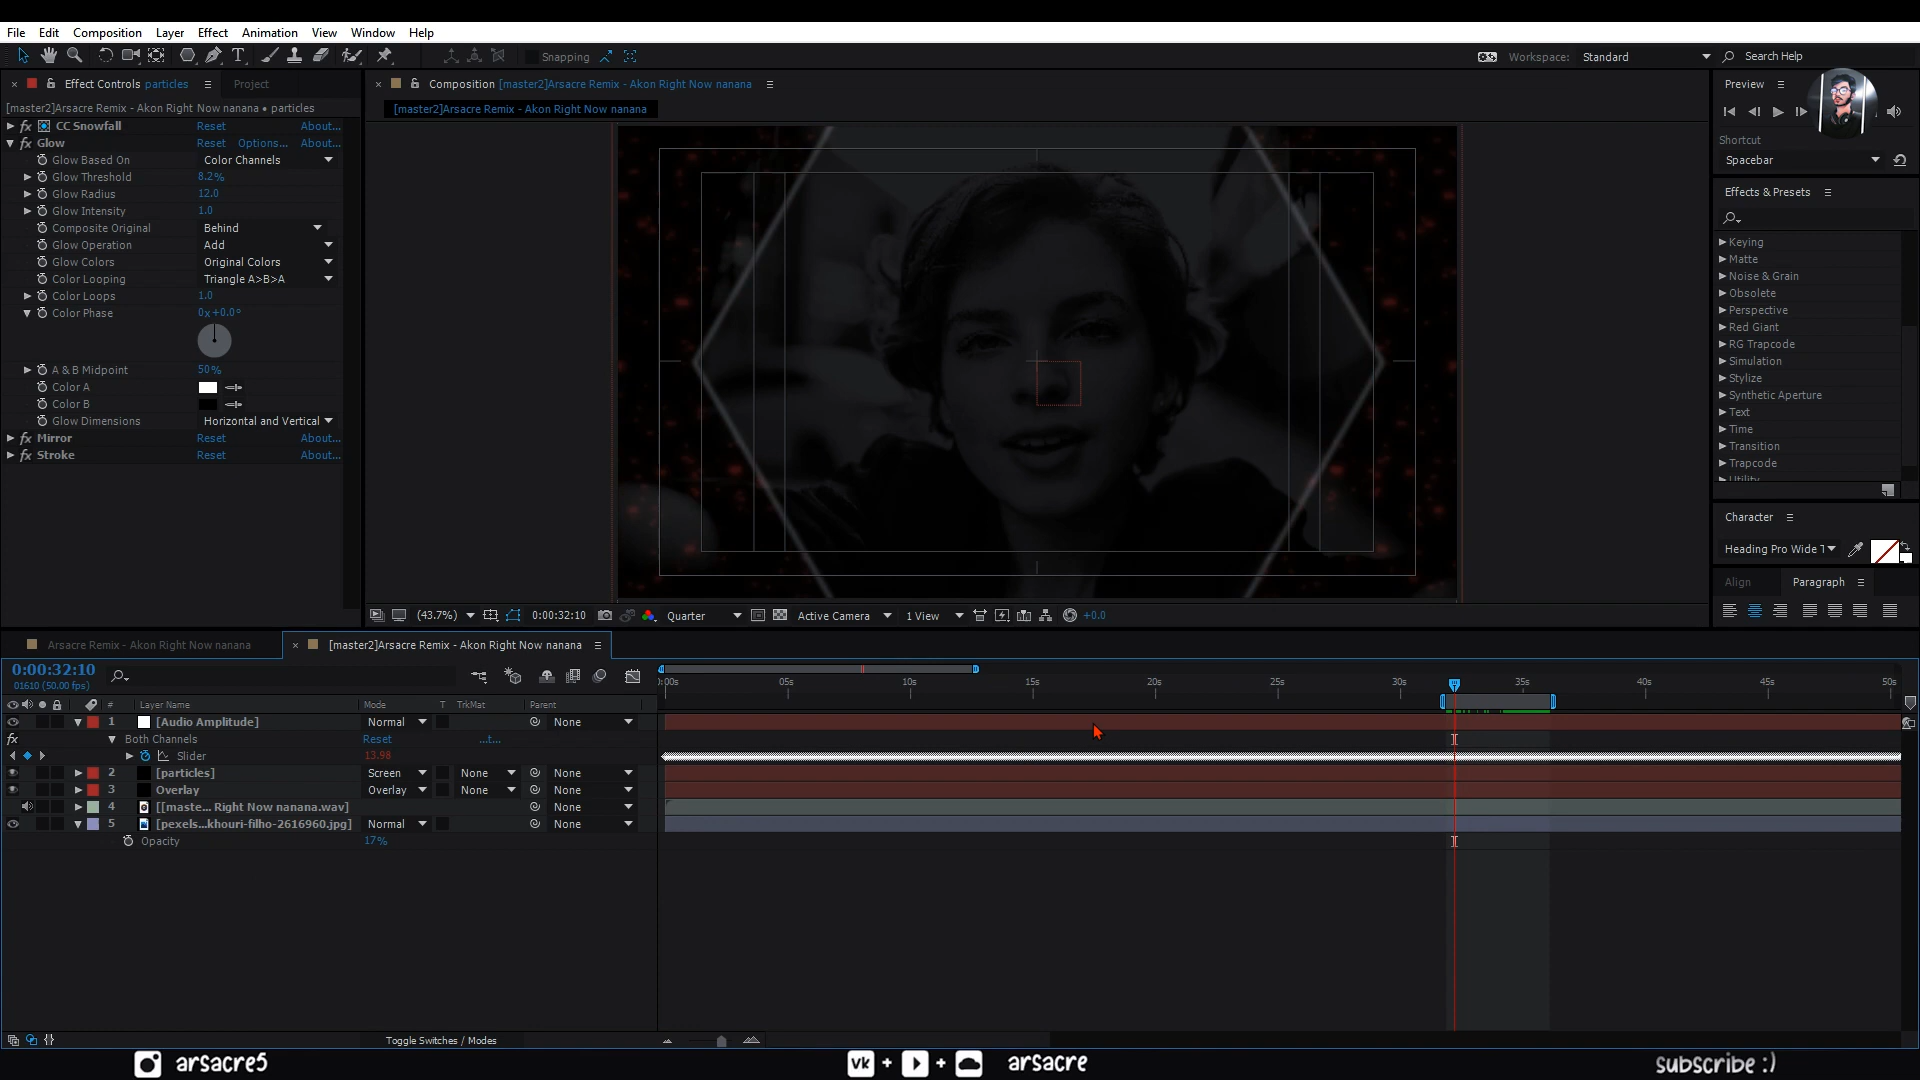 File Edit Composition Layer Effect Animation View Window Help
Snapping Workspace: Standard Search Help
Effect Controls particles Project
[master2]Arsacre Remix - Akon Right Now nanana • particles
fx CC Snowfall Reset About...
fx Glow Reset Options... About...
Glow Based On Color Channels
Glow Threshold 8.2%
Glow Radius 12.0
Glow Intensity 1.0
Composite Original Behind
Glow Operation Add
Glow Colors Original Colors
Color Looping Triangle A>B>A
Color Loops 1.0
Color Phase 0x+0.0°
A & B Midpoint 50%
Color A
Color B
Glow Dimensions Horizontal and Vertical
fx Mirror Reset About...
fx Stroke Reset About...
Composition [master2]Arsacre Remix - Akon Right Now nanana
[master2]Arsacre Remix - Akon Right Now nanana
(43.7%) 0:00:32:10 Quarter Active Camera 1 View +0.0
Preview
Shortcut
Spacebar
Effects & Presets
Keying
Matte
Noise & Grain
Obsolete
Perspective
Red Giant
RG Trapcode
Simulation
Stylize
Synthetic Aperture
Text
Time
Transition
Trapcode
Utility
Character
Heading Pro Wide T
Align Paragraph
Arsacre Remix - Akon Right Now nanana [master2]Arsacre Remix - Akon Right Now nanana
0:00:32:10
01610 (50.00 fps)
:00s 05s 10s 15s 20s 25s 30s 35s 40s 45s 50s
# Layer Name Mode T TrkMat Parent
1 [Audio Amplitude] Normal None
fx Both Channels Reset ...t...
Slider 13.98
2 [particles] Screen None None
3 Overlay Overlay None None
4 [[maste... Right Now nanana.wav] None
5 [pexels...khouri-filho-2616960.jpg] Normal None
Opacity 17%
Toggle Switches / Modes
arsacre5 VK + + arsacre subscribe :)